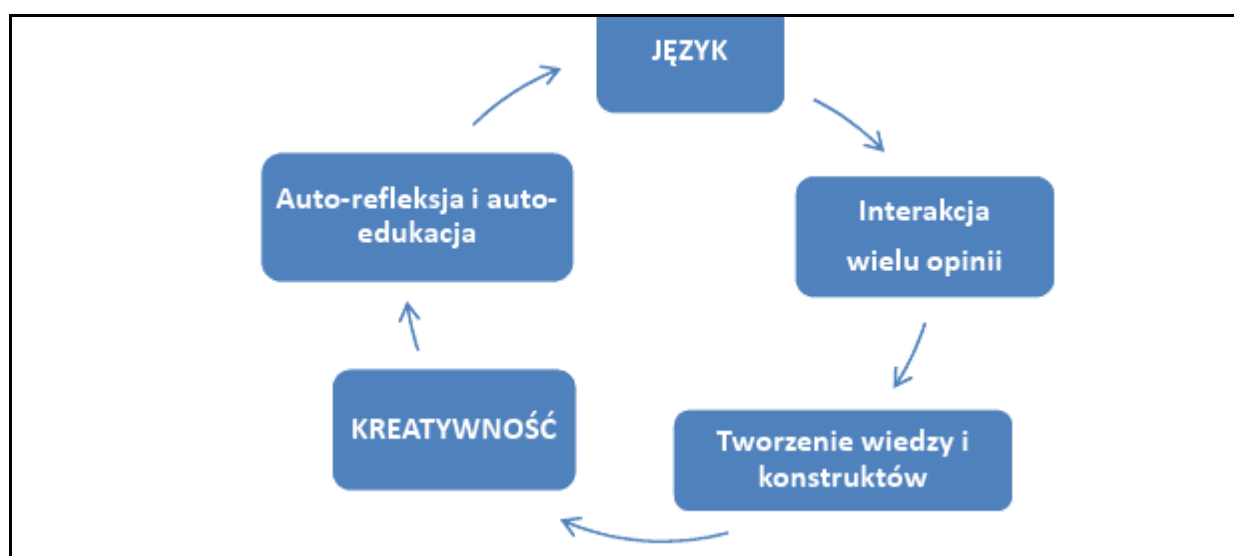 JĘZYK
Interakcja
wielu opinii
Tworzenie wiedzy i
konstruktów
KREATYWNOŚĆ
Auto-refleksja i auto-
edukacja